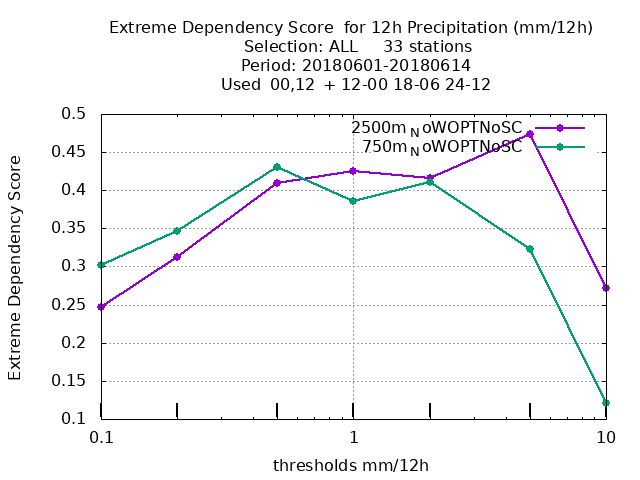 Extreme Dependency Score  for 12h Precipitation (mm/12h)
Selection: ALL     33 stations
Period: 20180601-20180614
Used  00,12  + 12-00 18-06 24-12
2500m_NoWOPTNoSC
750m_NoWOPTNoSC
Extreme Dependency Score
0.5
0.45
0.4
0.35
0.3
0.25
0.2
0.15
0.1
0.1
1
10
thresholds mm/12h